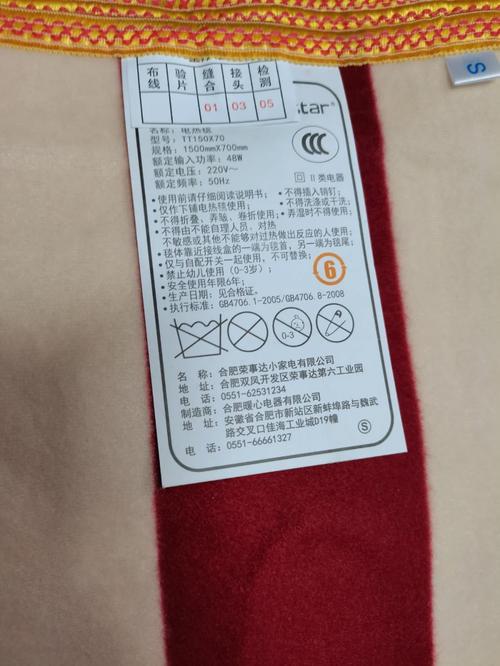 布线 验片 缝合 接头 检测
01 03 05
S
star®
名称：电热毯
型号：TT150X70
规格：1500mmX700mm
额定输入功率：48W
额定电压：220V~
额定频率：50Hz
II类电器
·使用前请仔细阅读说明书；
·不得插入销钉；
·仅作下铺电热毯使用；
·不得洗涤或干洗；
·不得折叠、弄皱、卷折使用；
·弄湿时不得使用；
·不得由不能自理人员、对热
不敏感或其他不能够对过热做出反应的人使用；
·毯体靠近接线盒的一端为毯首，另一端为毯尾；
·仅与自配开关一起使用，不可替换；
·禁止幼儿使用（0-3岁）；
·安全使用年限6年；
·生产日期：见合格证。
·执行标准：GB4706.1-2005/GB4706.8-2008
6
0-3
名称：合肥荣事达小家电有限公司
地址：合肥双凤开发区荣事达第六工业园
电话：0551-62531234
制造商：合肥暖心电器有限公司
地址：安徽省合肥市新站区新蚌埠路与魏武
路交叉口佳海工业城D19幢
电话：0551-66661327
S